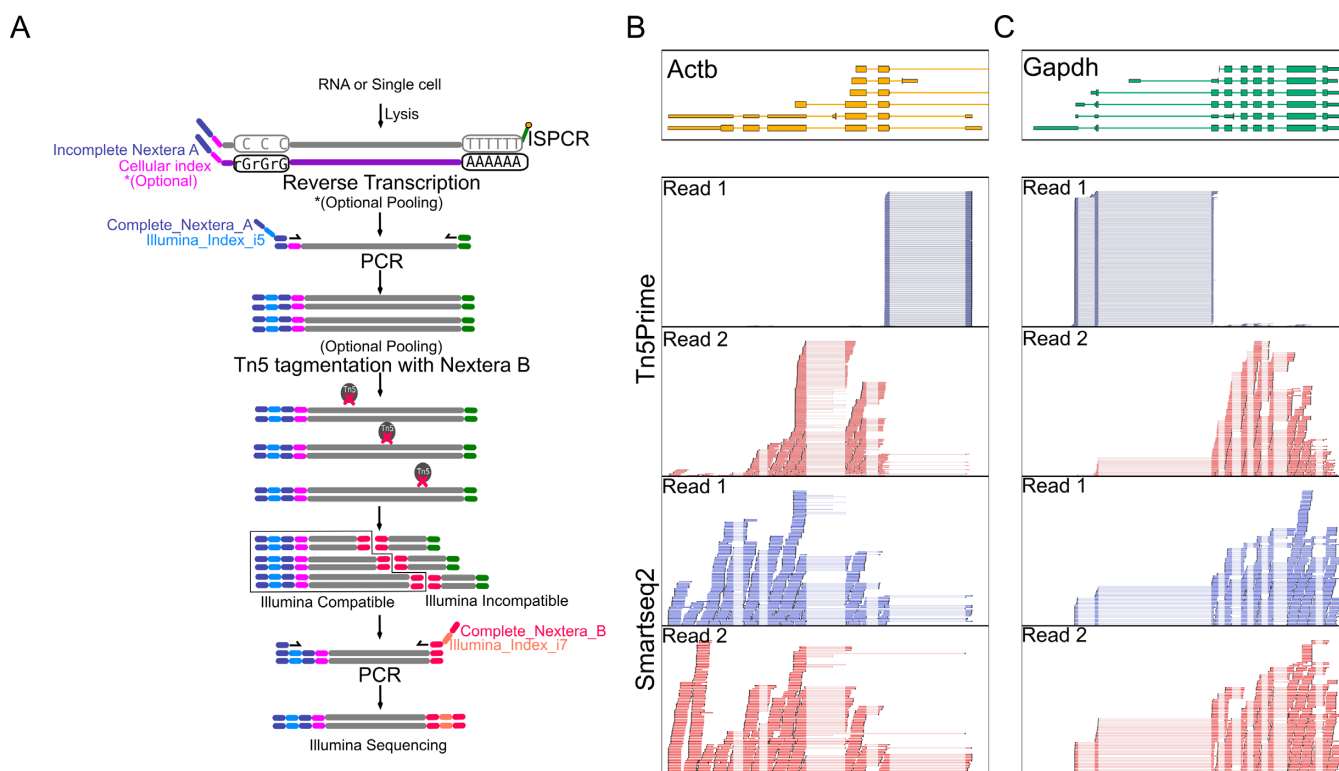 A
RNA or Single cell
Lysis
C C C
TTTTTT
ISPCR
Incomplete Nextera A
rGrGrG
AAAAAA
Cellular index
*(Optional)
Reverse Transcription
*(Optional Pooling)
Complete_Nextera_A
Illumina_Index_i5
PCR
(Optional Pooling)
Tn5 tagmentation with Nextera B
Tn5
Tn5
Tn5
Illumina Compatible
Illumina Incompatible
Complete_Nextera_B
Illumina_Index_i7
PCR
Illumina Sequencing
B
Actb
Tn5Prime
Read 1
Read 2
Smartseq2
Read 1
Read 2
C
Gapdh
Read 1
Read 2
Read 1
Read 2